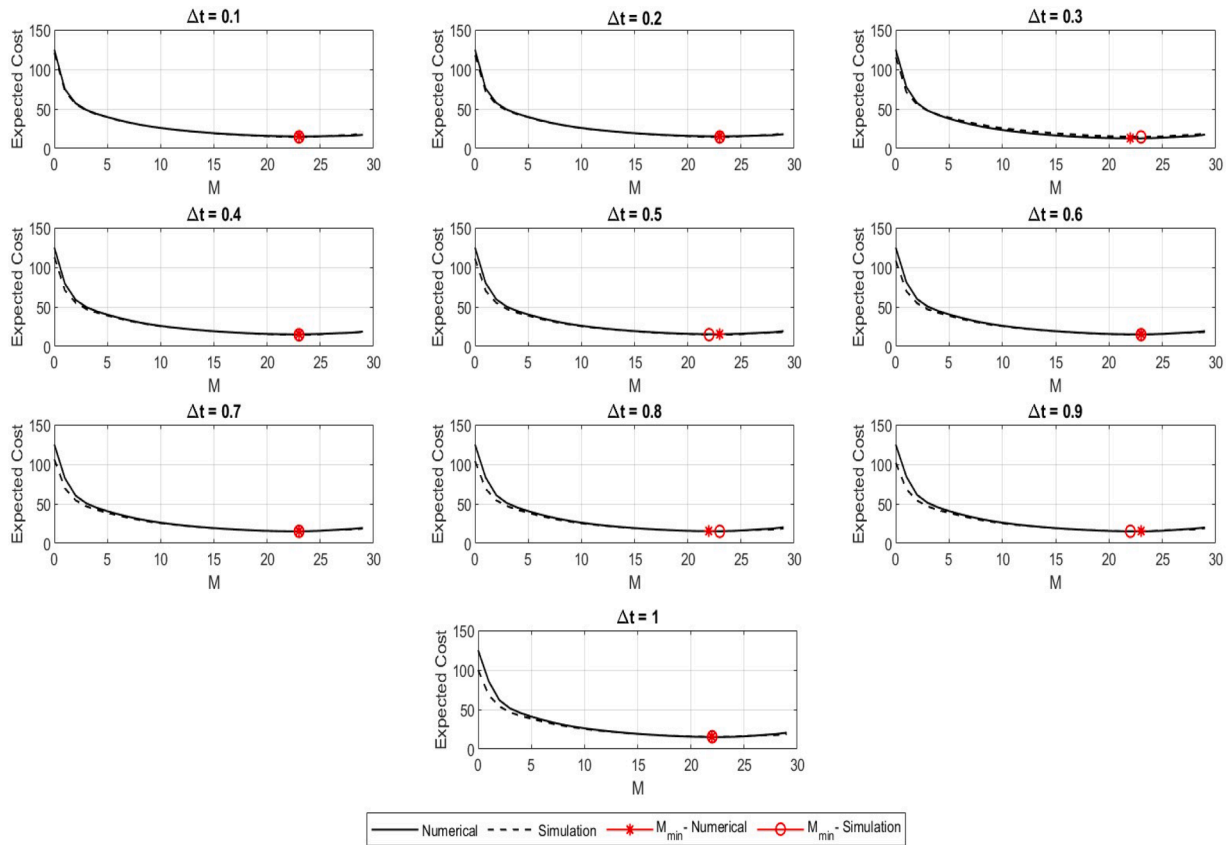 Δt = 0.1
Expected Cost
150
100
50
0
0 5 10 15 20 25 30
M
Δt = 0.2
Expected Cost
150
100
50
0
0 5 10 15 20 25 30
M
Δt = 0.3
Expected Cost
150
100
50
0
0 5 10 15 20 25 30
M
Δt = 0.4
Expected Cost
150
100
50
0
0 5 10 15 20 25 30
M
Δt = 0.5
Expected Cost
150
100
50
0
0 5 10 15 20 25 30
M
Δt = 0.6
Expected Cost
150
100
50
0
0 5 10 15 20 25 30
M
Δt = 0.7
Expected Cost
150
100
50
0
0 5 10 15 20 25 30
M
Δt = 0.8
Expected Cost
150
100
50
0
0 5 10 15 20 25 30
M
Δt = 0.9
Expected Cost
150
100
50
0
0 5 10 15 20 25 30
M
Δt = 1
Expected Cost
150
100
50
0
0 5 10 15 20 25 30
M
Numerical Simulation M_min- Numerical M_min- Simulation